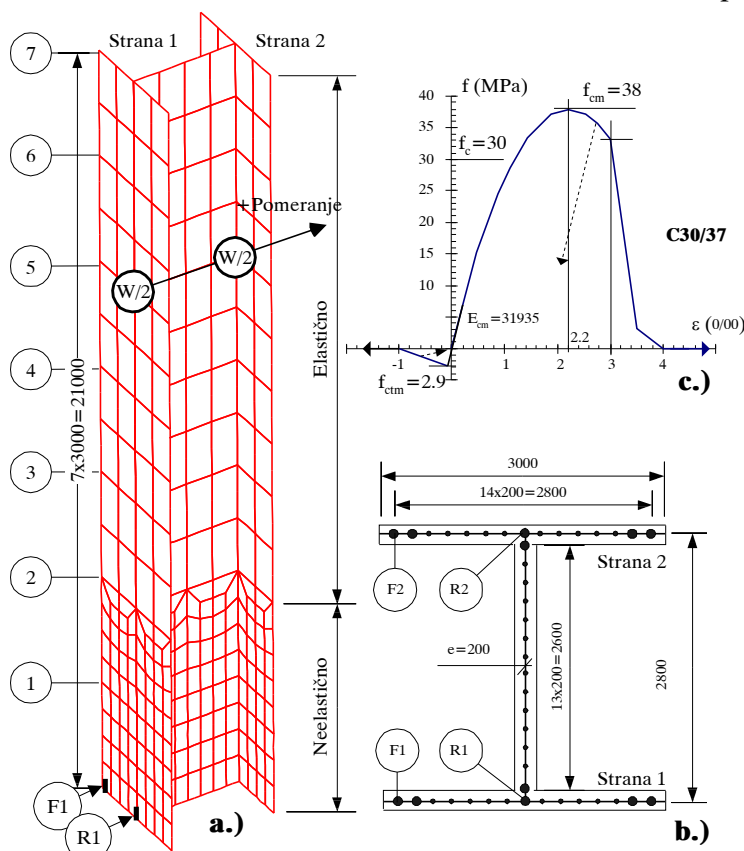 Strana 1
Strana 2
7
6
5
4
3
2
1
+Pomeranje
W/2
W/2
7x3000=21000
Elastično
Neelastično
F1
R1
a.)
f (MPa)
40
35
30
25
20
15
10
5
f_cm=38
f_c=30
C30/37
E_cm=31935
ε (0/00)
2.2
-1
0
1
2
3
4
f_ctm=2.9
c.)
3000
14x200=2800
Strana 2
F2
R2
e=200
13x200=2600
2800
F1
R1
Strana 1
b.)